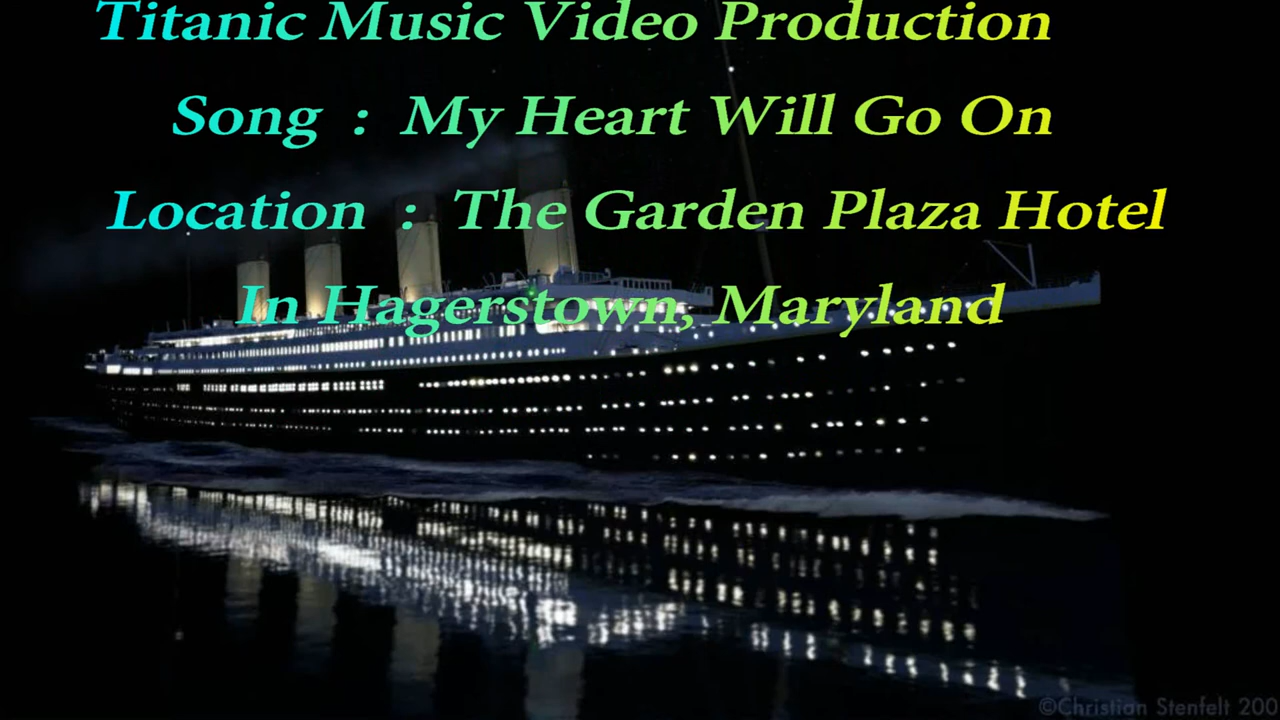 Titanic Music Video Production
Song : My Heart Will Go On
Location : The Garden Plaza Hotel
In Hagerstown, Maryland
©Christian Stenfelt 200